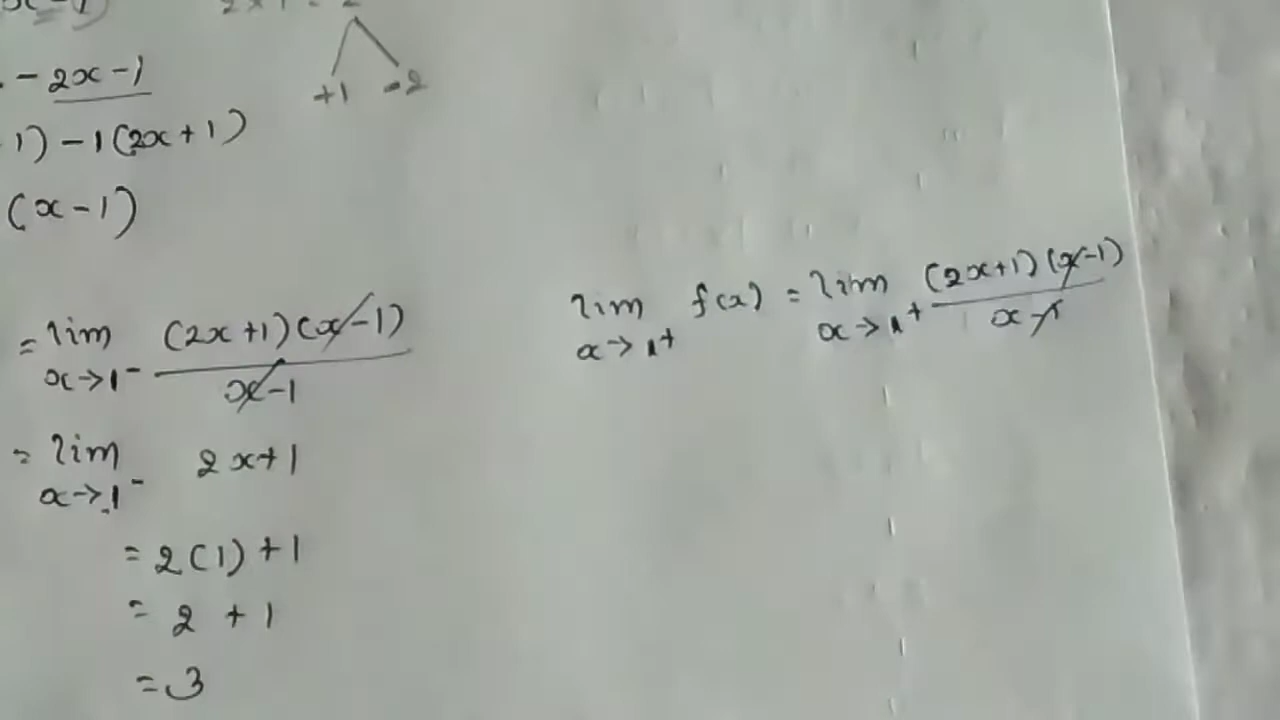 - 2x - 1
+1 -2
1) - 1(2x + 1)
(x - 1)
= lim (2x + 1)(x - 1)
x→1⁻ x - 1
= lim 2x + 1
x→1⁻
= 2(1) + 1
= 2 + 1
= 3
lim f(x) = lim (2x+1)(x-1)
x→1⁺ x→1⁺ x-1